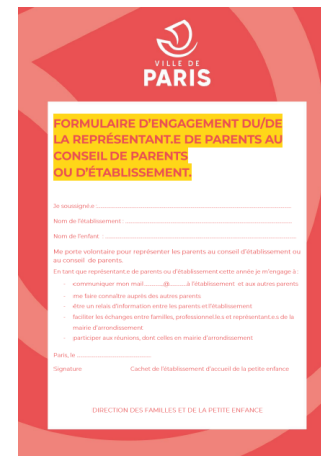 VILLE DE
PARIS
FORMULAIRE D'ENGAGEMENT DU/DE
LA REPRÉSENTANT.E DE PARENTS AU
CONSEIL DE PARENTS
OU D'ÉTABLISSEMENT.
Je soussigné·e :
Nom de l'établissement :
Nom de l'enfant :
Me porte volontaire pour représenter les parents au conseil d'établissement ou
au conseil de parents.
En tant que représentant.e de parents ou d'établissement cette année je m'engage à :
- communiquer mon mail ........@........à l'établissement et aux autres parents
- me faire connaître auprès des autres parents
- être un relais d'information entre les parents et l'établissement
- faciliter les échanges entre familles, professionnel.le.s et représentant.e.s de la
mairie d'arrondissement
- participer aux réunions, dont celles en mairie d'arrondissement
Paris, le
Signature Cachet de l'établissement d'accueil de la petite enfance
DIRECTION DES FAMILLES ET DE LA PETITE ENFANCE